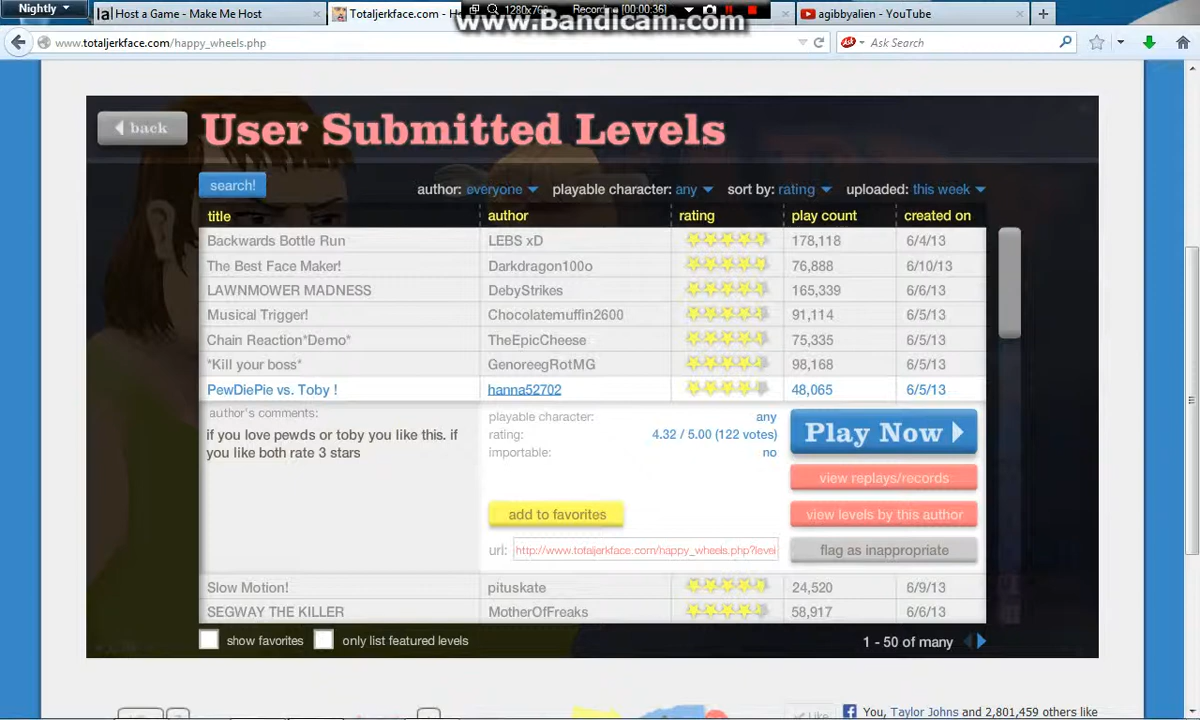 Nightly
Host a Game - Make Me Host
Totaljerkface.com - H
1280x766
Recording [00:00:36]
www.BANDICAM.com
agibbyalien - YouTube
www.totaljerkface.com/happy_wheels.php
Ask Search
back
User Submitted Levels
search!
author: everyone
playable character: any
sort by: rating
uploaded: this week
title author rating play count created on
Backwards Bottle Run LEBS xD 178,118 6/4/13
The Best Face Maker! Darkdragon100o 76,888 6/10/13
LAWNMOWER MADNESS DebyStrikes 165,339 6/6/13
Musical Trigger! Chocolatemuffin2600 91,114 6/5/13
Chain Reaction*Demo* TheEpicCheese 75,335 6/5/13
*Kill your boss* GenoreegRotMG 98,168 6/5/13
PewDiePie vs. Toby ! hanna52702 48,065 6/5/13
author's comments:
if you love pewds or toby you like this. if
you like both rate 3 stars
playable character: any
rating: 4.32 / 5.00 (122 votes)
importable: no
Play Now
view replays/records
add to favorites
view levels by this author
url: http://www.totaljerkface.com/happy_wheels.php?level
flag as inappropriate
Slow Motion! pituskate 24,520 6/9/13
SEGWAY THE KILLER MotherOfFreaks 58,917 6/6/13
show favorites
only list featured levels
1 - 50 of many
Like
You, Taylor Johns and 2,801,459 others like